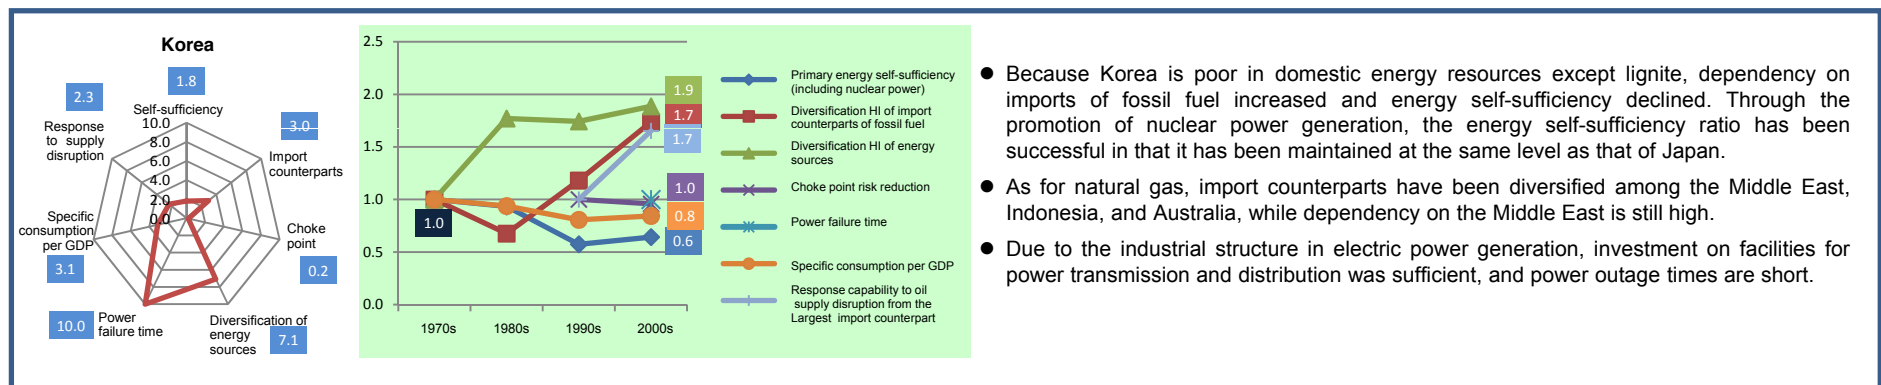 Korea
1.8
2.3
Self-sufficiency
10.0
8.0
6.0
4.0
2.0
0.0
3.0
Response
to supply
disruption
Import
counterparts
Specific
consumption
per GDP
3.1
Choke
point
0.2
10.0
Power
failure time
Diversification of
energy
sources
7.1
2.5
2.0
1.5
1.0
0.5
0.0
1970s
1980s
1990s
2000s
1.0
1.9
1.7
1.7
1.0
0.8
0.6
Primary energy self-sufficiency
(including nuclear power)
Diversification HI of import
counterparts of fossil fuel
Diversification HI of energy
sources
Choke point risk reduction
Power failure time
Specific consumption per GDP
Response capability to oil
supply disruption from the
Largest import counterpart
● Because Korea is poor in domestic energy resources except lignite, dependency on
imports of fossil fuel increased and energy self-sufficiency declined. Through the
promotion of nuclear power generation, the energy self-sufficiency ratio has been
successful in that it has been maintained at the same level as that of Japan.
● As for natural gas, import counterparts have been diversified among the Middle East,
Indonesia, and Australia, while dependency on the Middle East is still high.
● Due to the industrial structure in electric power generation, investment on facilities for
power transmission and distribution was sufficient, and power outage times are short.